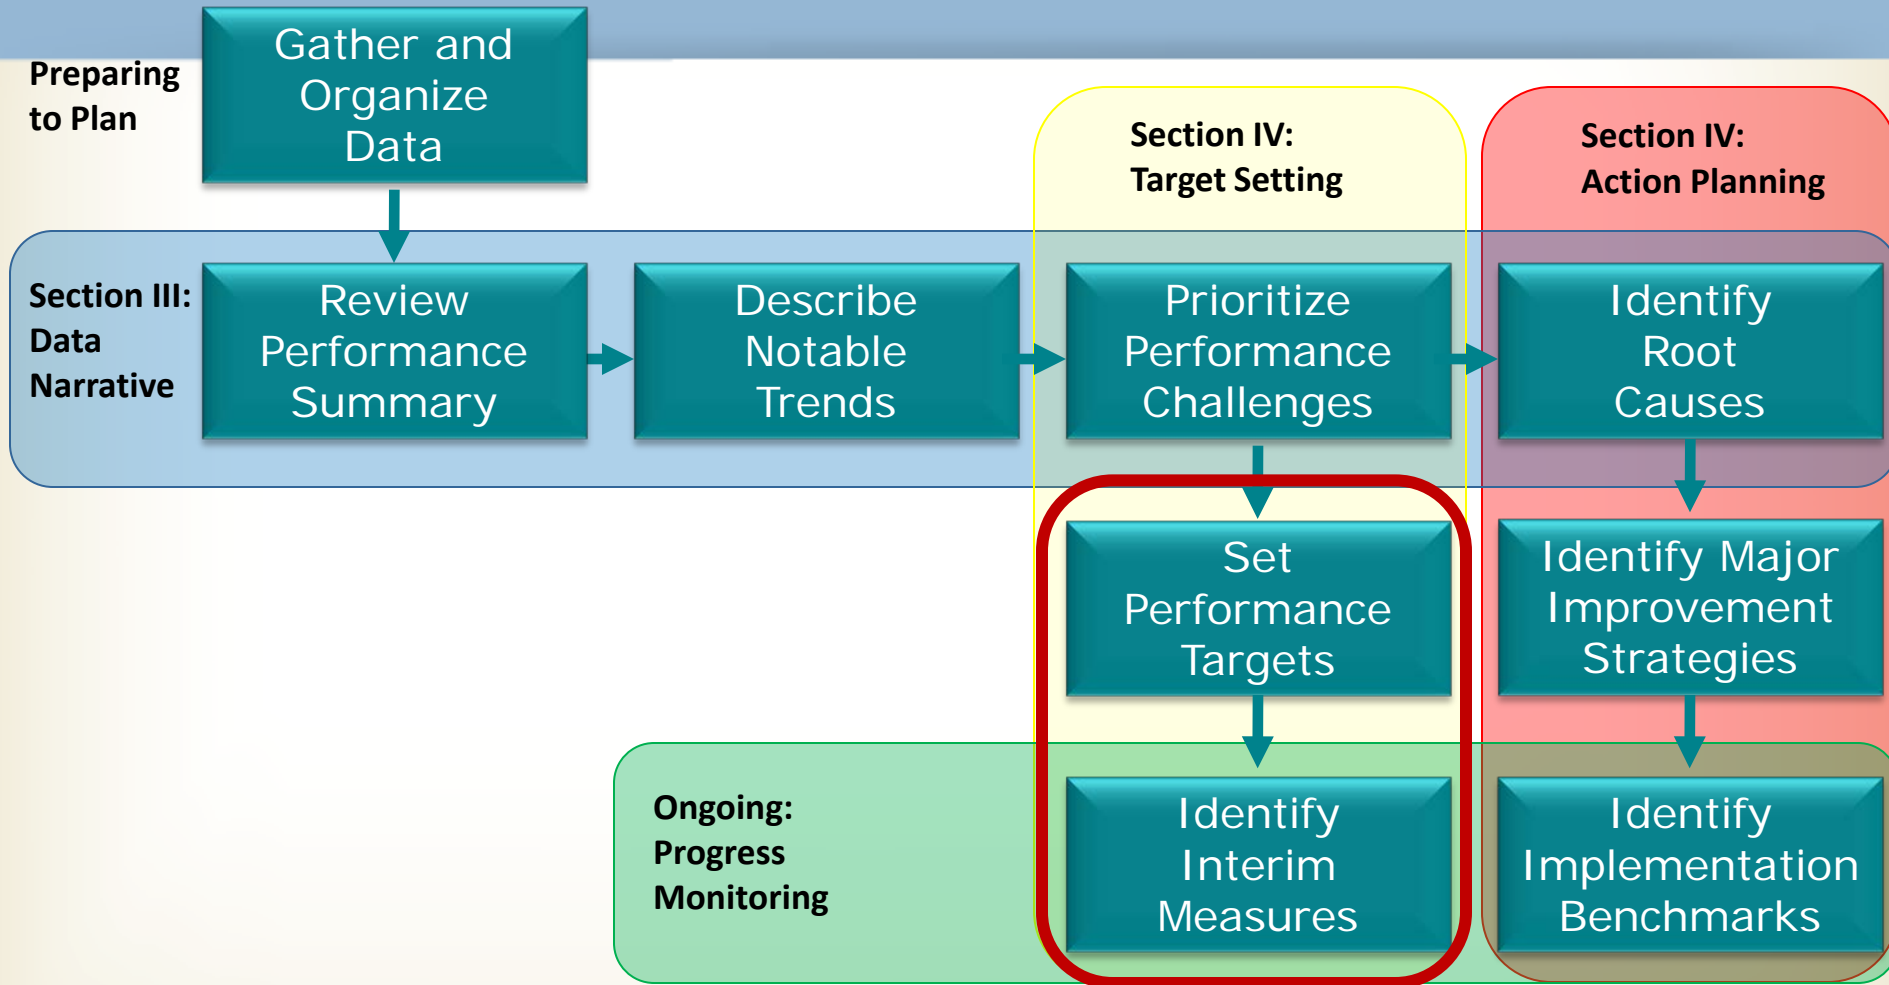 Preparing
to Plan
Gather and
Organize
Data
Section IV:
Target Setting
Section IV:
Action Planning
Section III:
Data
Narrative
Review
Performance
Summary
Describe
Notable
Trends
Prioritize
Performance
Challenges
Identify
Root
Causes
Set
Performance
Targets
Identify Major
Improvement
Strategies
Ongoing:
Progress
Monitoring
Identify
Interim
Measures
Identify
Implementation
Benchmarks